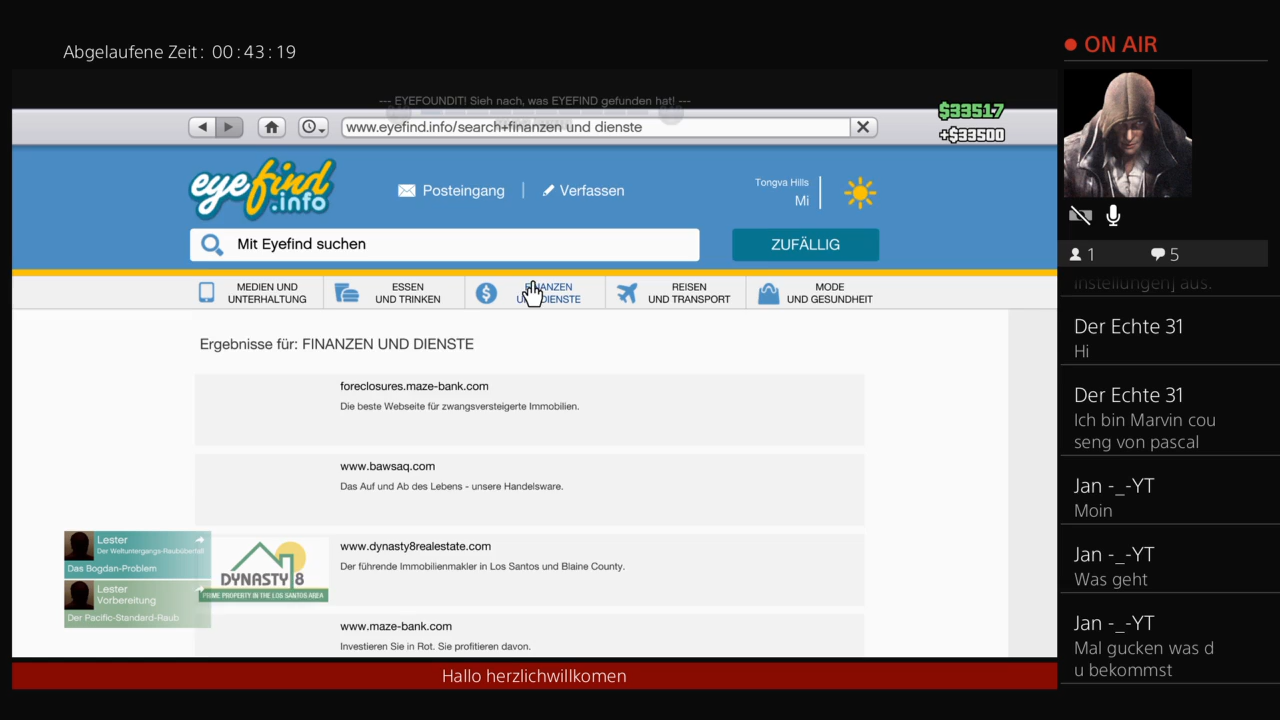 Abgelaufene Zeit: 00:43:19
ON AIR
--- EYEFOUNDIT! Sieh nach, was EYEFIND gefunden hat! ---
www.eyefind.info/search+finanzen und dienste
$33517
+$33500
eyefind
.info
Posteingang
Verfassen
Tongva Hills
Mi
Mit Eyefind suchen
ZUFÄLLIG
MEDIEN UND
UNTERHALTUNG
ESSEN
UND TRINKEN
FINANZEN
UND DIENSTE
REISEN
UND TRANSPORT
MODE
UND GESUNDHEIT
Ergebnisse für: FINANZEN UND DIENSTE
foreclosures.maze-bank.com
Die beste Webseite für zwangsversteigerte Immobilien.
www.bawsaq.com
Das Auf und Ab des Lebens - unsere Handelsware.
www.dynasty8realestate.com
Der führende Immobilienmakler in Los Santos und Blaine County.
DYNASTY 8
PRIME PROPERTY IN THE LOS SANTOS AREA
www.maze-bank.com
Investieren Sie in Rot. Sie profitieren davon.
Lester
Der Weltuntergangs-Raubüberfall
Das Bogdan-Problem
Lester
Vorbereitung
Der Pacific-Standard-Raub
Hallo herzlichwillkomen
1
5
instellungen] aus.
Der Echte 31
Hi
Der Echte 31
Ich bin Marvin cou
seng von pascal
Jan -_-YT
Moin
Jan -_-YT
Was geht
Jan -_-YT
Mal gucken was d
u bekommst